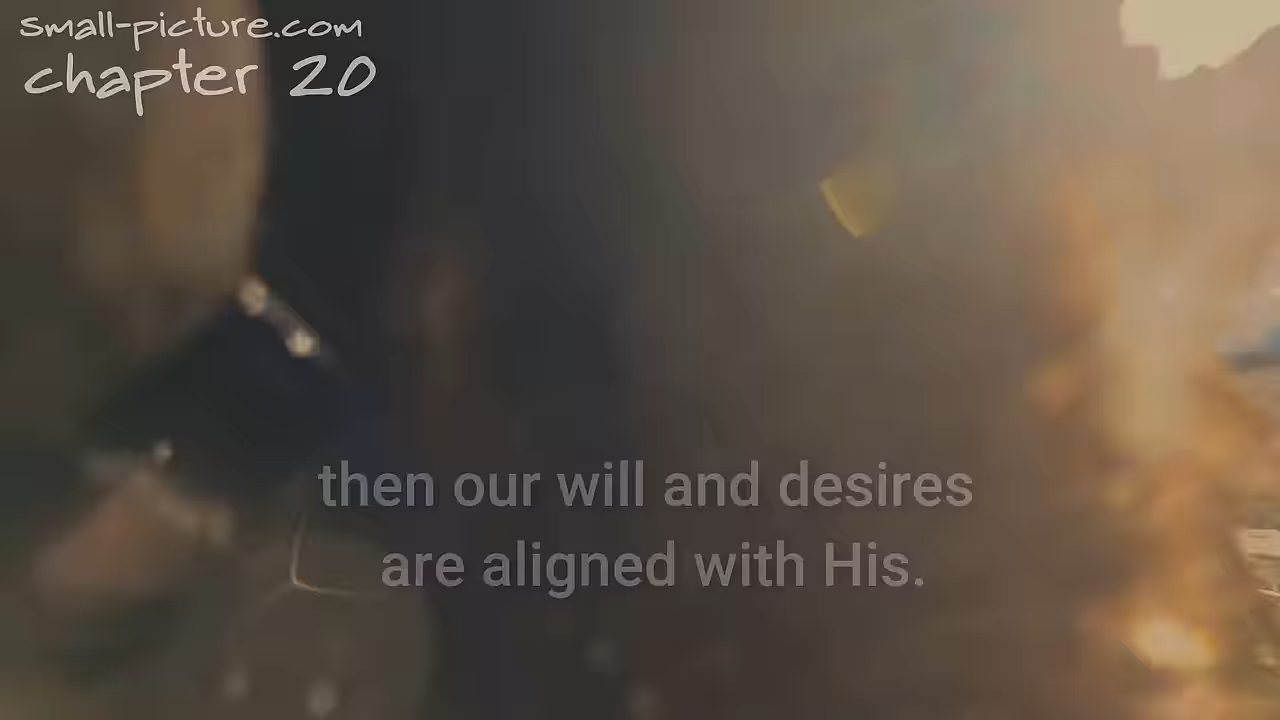 small-picture.com
chapter 20
then our will and desires
are aligned with His.